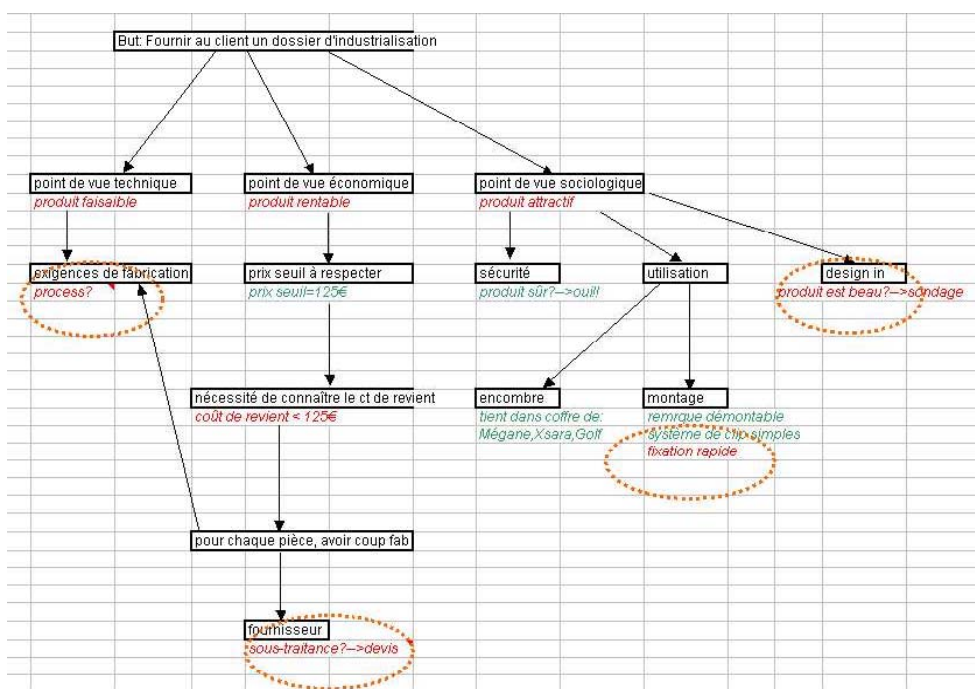 But: Fournir au client un dossier d'industrialisation
point de vue technique
produit faisaible
point de vue économique
produit rentable
point de vue sociologique
produit attractif
exigences de fabrication
process?
prix seuil à respecter
prix seuil=125€
sécurité
produit sûr?-->oui!!
utilisation
design in
produit est beau?-->sondage
nécessité de connaître le ct de revient
coût de revient < 125€
encombre
tient dans coffre de:
Mégane,Xsara,Golf
montage
remrque démontable
système de clip simples
fixation rapide
pour chaque pièce, avoir coup fab
fournisseur
sous-traitance?-->devis